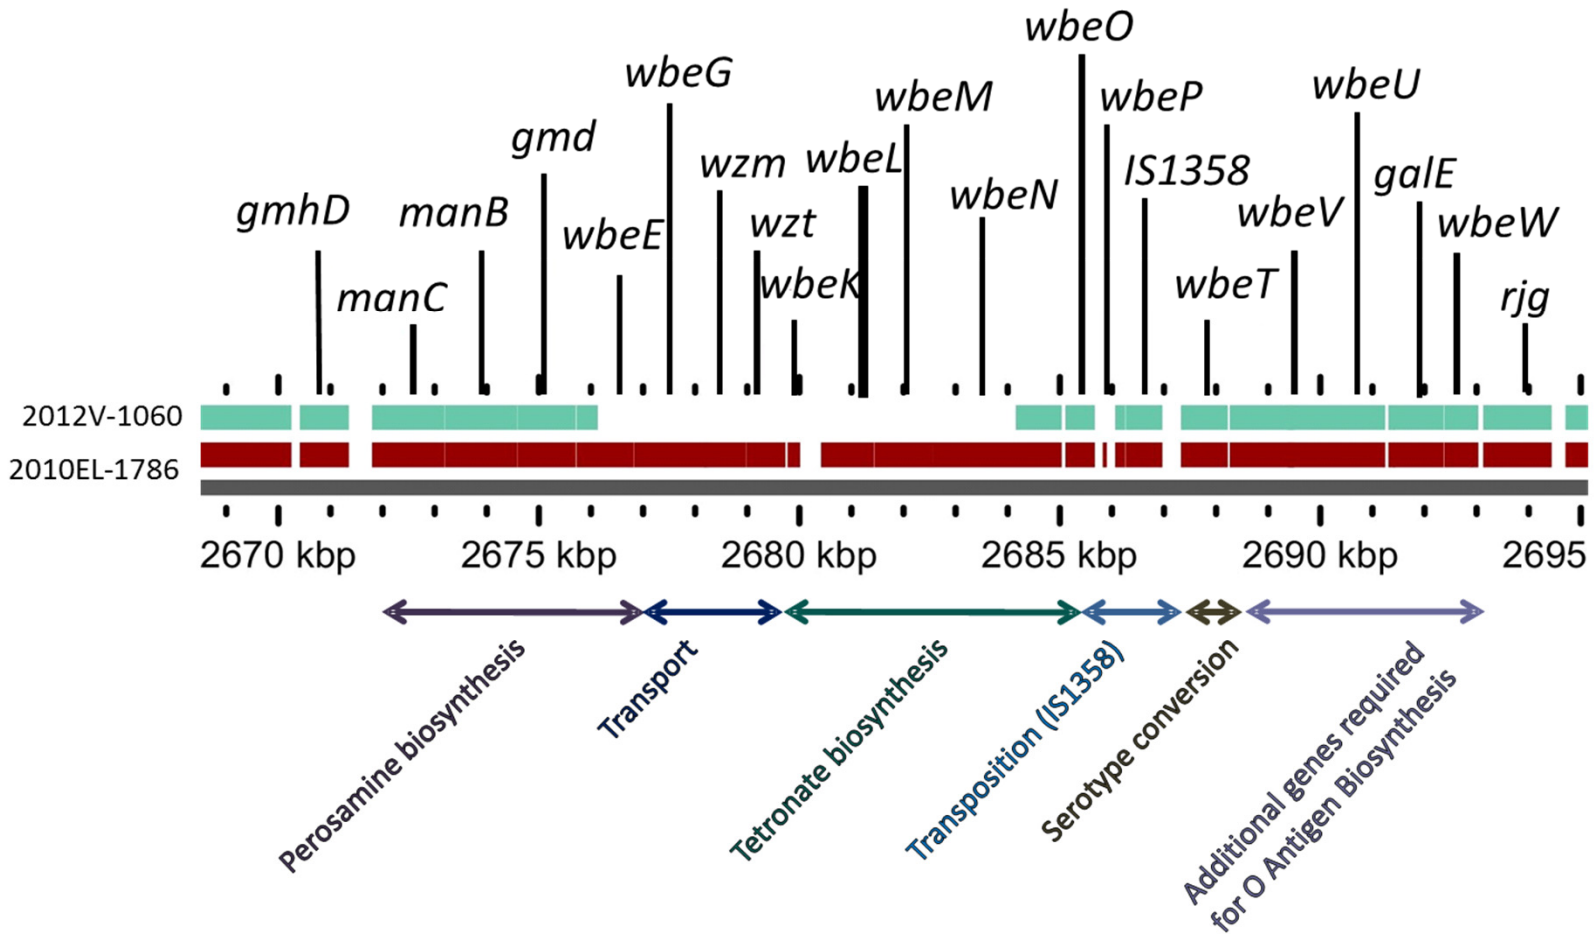 wbeO
wbeG
wbeU
wbeM
wbeP
gmd
wzm
wbeL
IS1358
galE
wbeN
gmhD
manB
wbeE
wzt
wbeV
wbeW
wbeK
wbeT
manC
rjg
2012V-1060
2010EL-1786
2670 kbp
2675 kbp
2680 kbp
2685 kbp
2690 kbp
2695
Perosamine biosynthesis
Transport
Tetronate biosynthesis
Transposition (IS1358)
Serotype conversion
Additional genes required
for O Antigen Biosynthesis